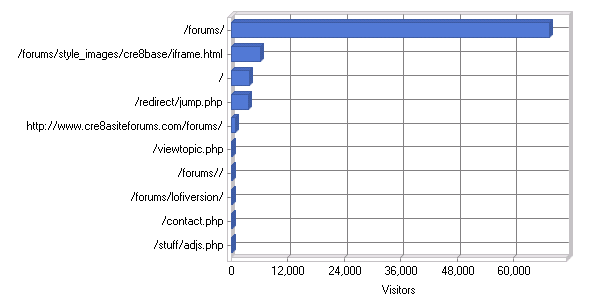 /forums/
/forums/style_images/cre8base/iframe.html
/
/redirect/jump.php
http://www.cre8asiteforums.com/forums/
/viewtopic.php
/forums//
/forums/lofiversion/
/contact.php
/stuff/adjs.php
0 12,000 24,000 36,000 48,000 60,000
Visitors